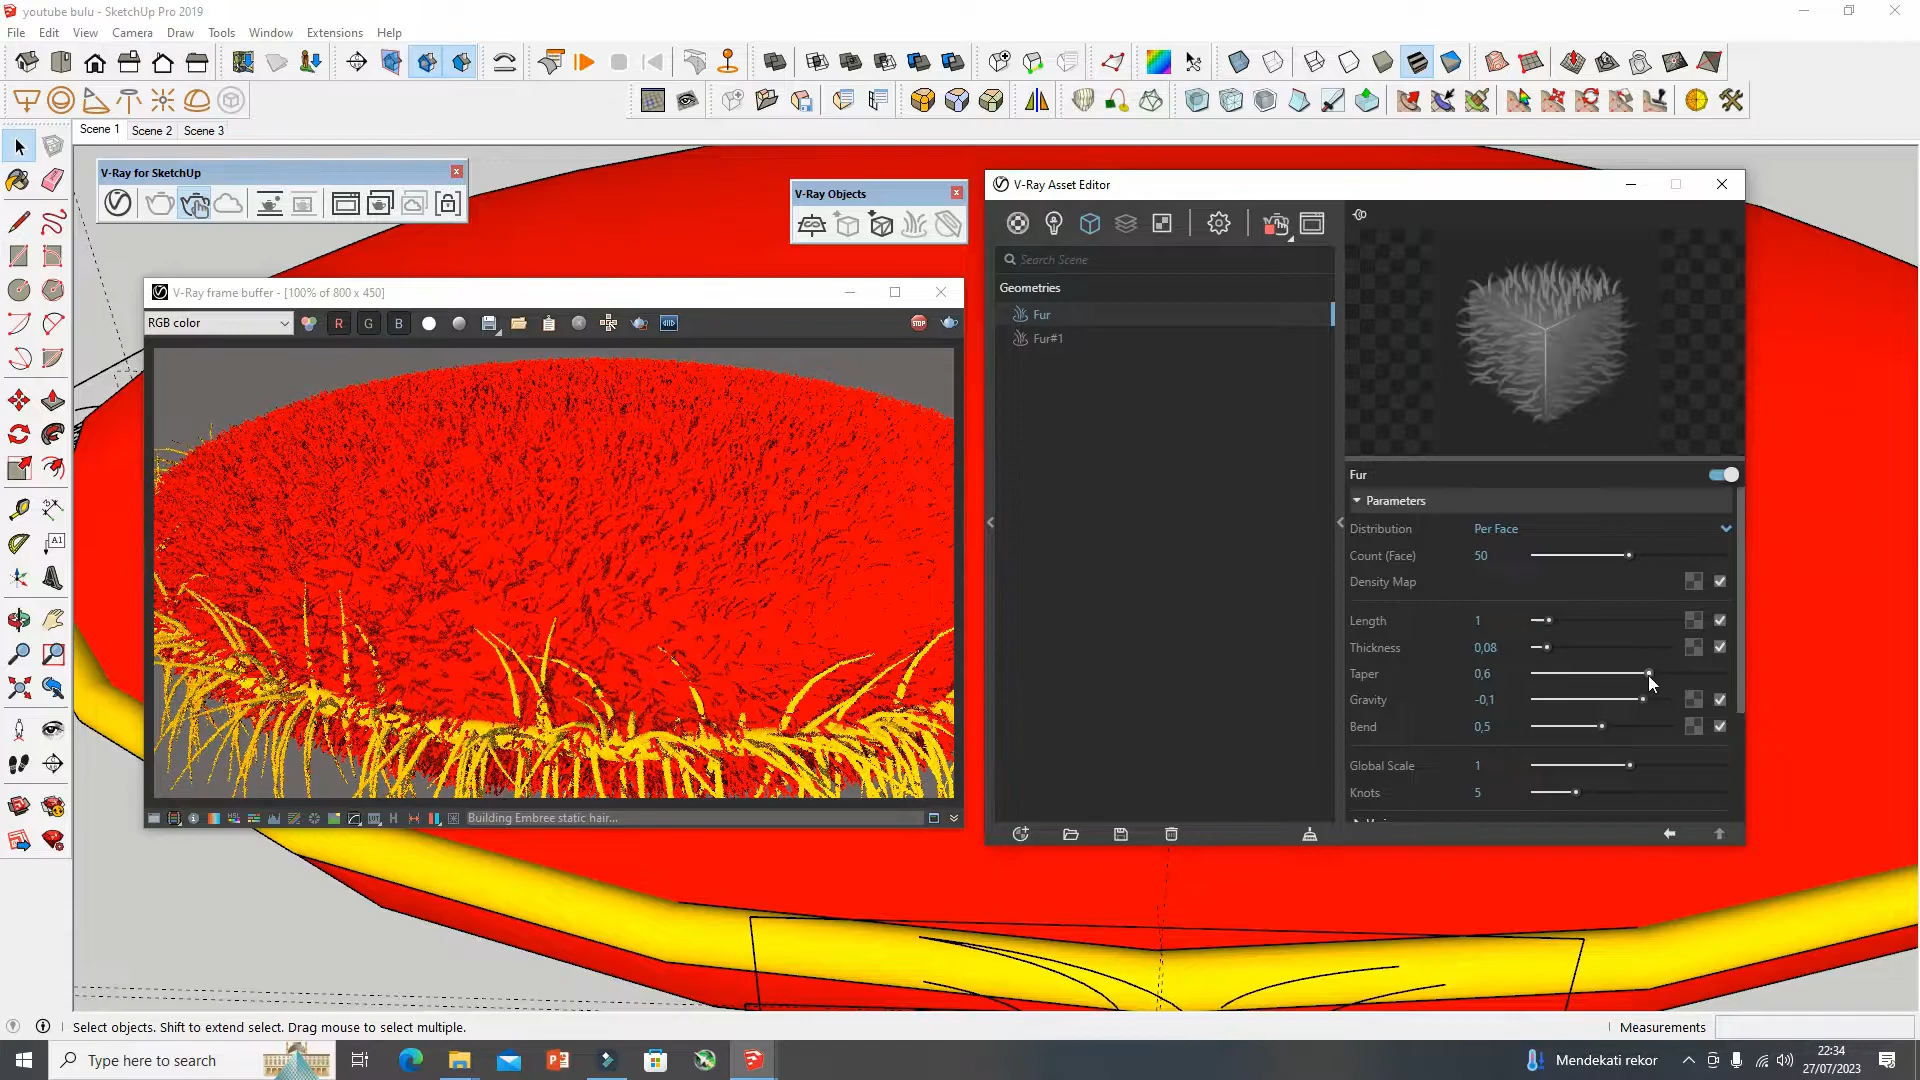 youtube bulu - SketchUp Pro 2019
File Edit View Camera Draw Tools Window Extensions Help
Scene 1 Scene 2 Scene 3
V-Ray for SketchUp
V-Ray Objects
V-Ray Asset Editor
Search Scene
Geometries
Fur
Fur#1
V-Ray frame buffer - [100% of 800 x 450]
RGB color
R G B
STOP
Building Embree static hair...
H
Fur
Parameters
Distribution Per Face
Count (Face) 50
Density Map
Length 1
Thickness 0,08
Taper 0,6
Gravity -0,1
Bend 0,5
Global Scale 1
Knots 5
Select objects. Shift to extend select. Drag mouse to select multiple.
Measurements
Type here to search
Mendekati rekor
22:34
27/07/2023